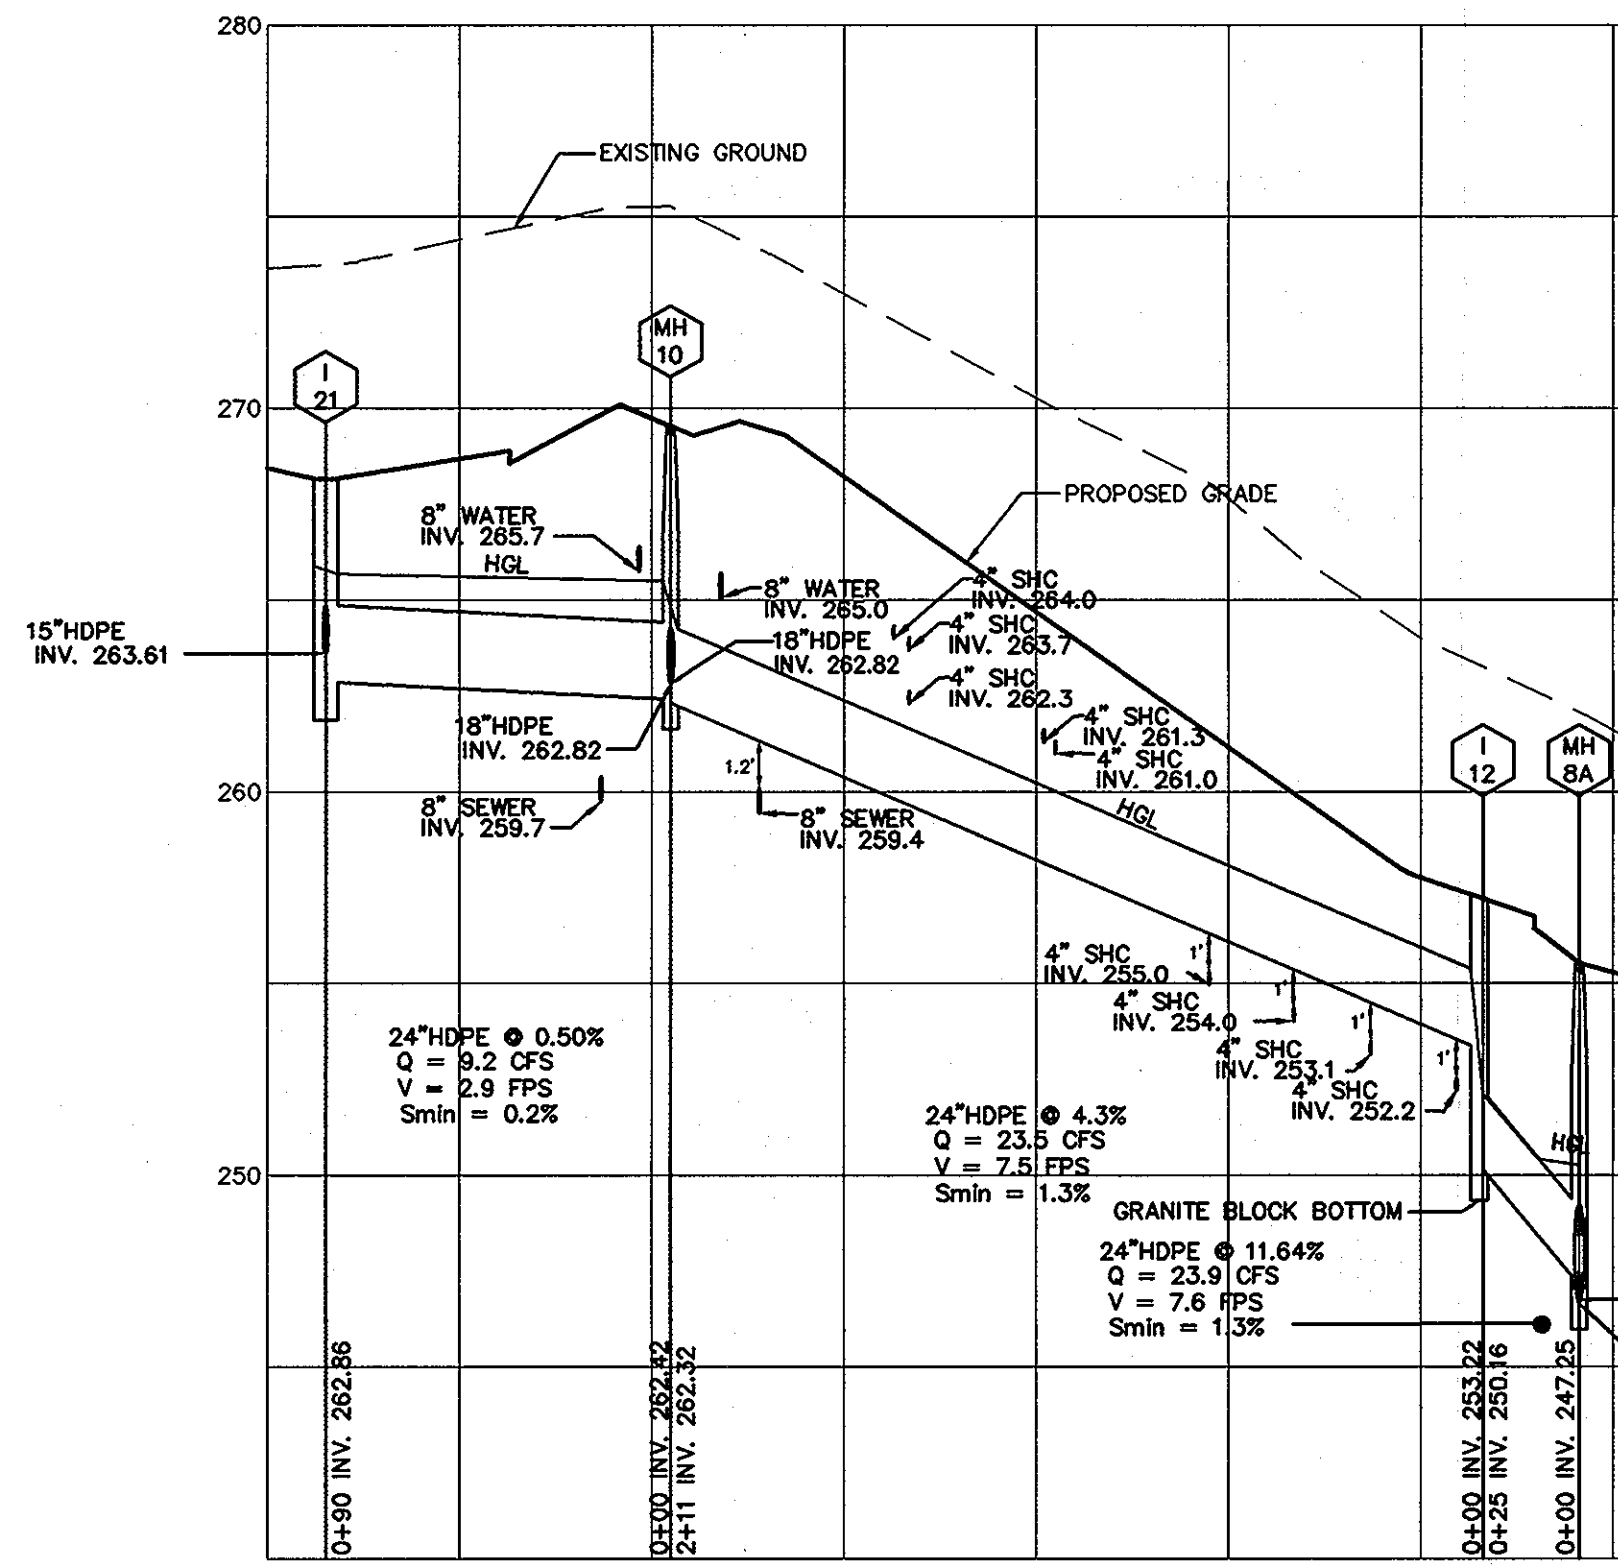 280
EXISTING GROUND
MH
10
I
21
270
PROPOSED GRADE
8" WATER
INV. 265.7
HGL
8" WATER
INV. 265.0
4" SHC
INV. 264.0
15"HDPE
INV. 263.61
18"HDPE
INV. 262.82
4" SHC
INV. 263.7
4" SHC
INV. 262.3
18"HDPE
INV. 262.82
4" SHC
INV. 261.3
4" SHC
INV. 261.0
I
12
MH
8A
1.2'
260
8" SEWER
INV. 259.7
8" SEWER
INV. 259.4
HGL
4" SHC
INV. 255.0
1'
4" SHC
INV. 254.0
1'
4" SHC
INV. 253.1
1'
4" SHC
INV. 252.2
1'
24"HDPE @ 0.50%
Q = 9.2 CFS
V = 2.9 FPS
Smin = 0.2%
24"HDPE @ 4.3%
Q = 23.5 CFS
V = 7.5 FPS
Smin = 1.3%
HGL
250
GRANITE BLOCK BOTTOM
24"HDPE @ 11.64%
Q = 23.9 CFS
V = 7.6 FPS
Smin = 1.3%
0+90 INV. 262.86
0+00 INV. 262.42
2+11 INV. 262.32
0+00 INV. 253.22
0+25 INV. 250.16
0+00 INV. 247.25